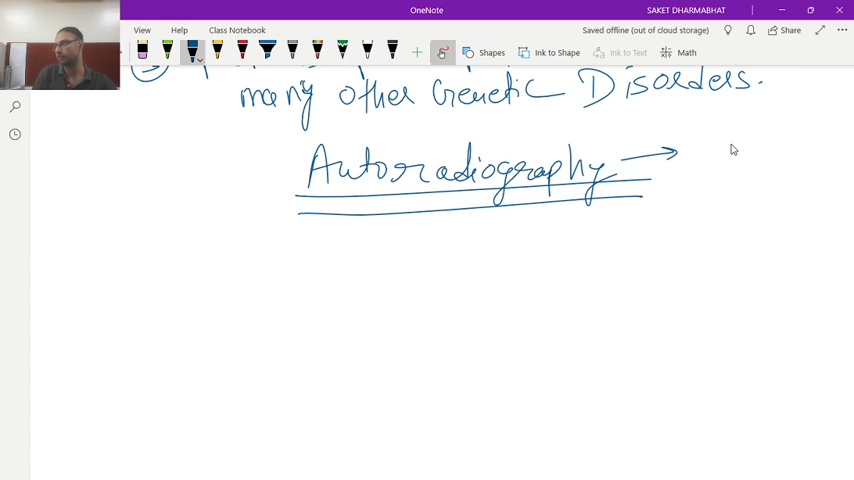 OneNote
SAKET DHARMABHAT
View Help Class Notebook
Saved offline (out of cloud storage) Share
Shapes Ink to Shape Ink to Text Math
many other Genetic Disorders.
Autoradiography →